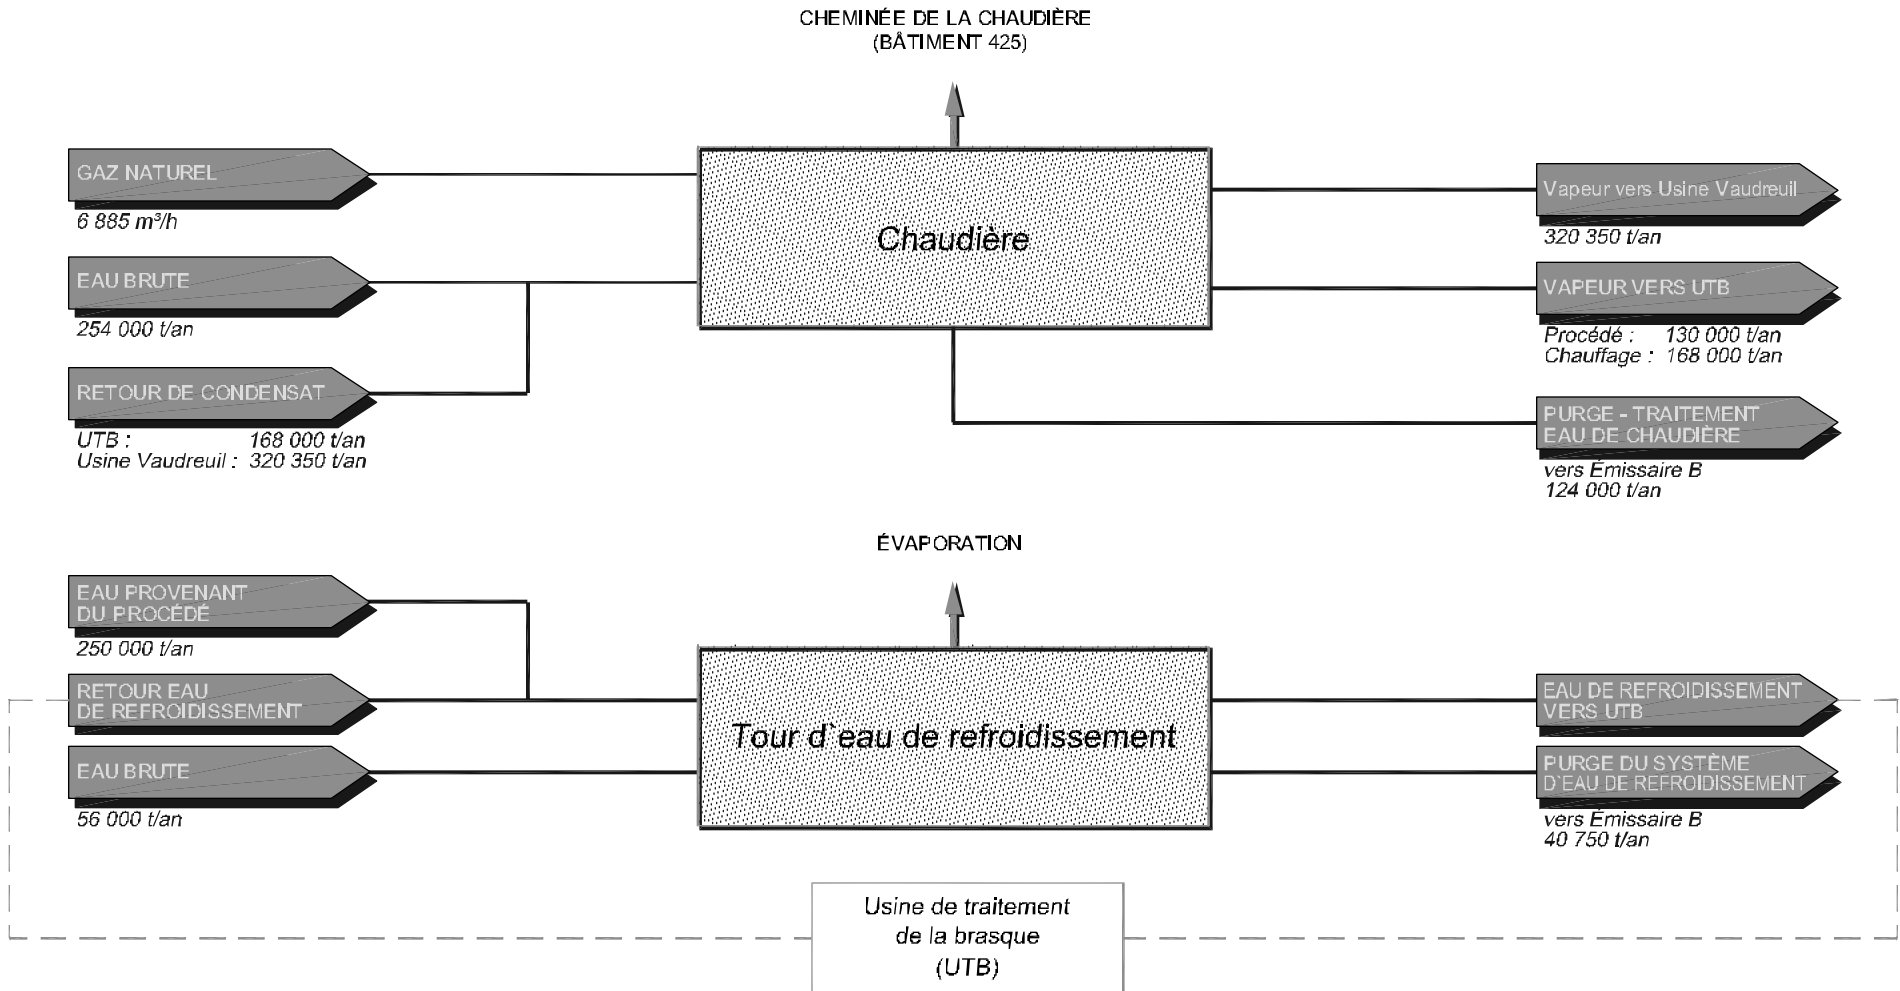 CHEMINÉE DE LA CHAUDIÈRE
(BÂTIMENT 425)
GAZ NATUREL
6 885 m³/h
EAU BRUTE
254 000 t/an
RETOUR DE CONDENSAT
UTB : 168 000 t/an
Usine Vaudreuil : 320 350 t/an
Chaudière
Vapeur vers Usine Vaudreuil
320 350 t/an
VAPEUR VERS UTB
Procédé : 130 000 t/an
Chauffage : 168 000 t/an
PURGE - TRAITEMENT
EAU DE CHAUDIÈRE
vers Émissaire B
124 000 t/an
ÉVAPORATION
EAU PROVENANT
DU PROCÉDÉ
250 000 t/an
RETOUR EAU
DE REFROIDISSEMENT
EAU BRUTE
56 000 t/an
Tour d`eau de refroidissement
EAU DE REFROIDISSEMENT
VERS UTB
PURGE DU SYSTÈME
D`EAU DE REFROIDISSEMENT
vers Émissaire B
40 750 t/an
Usine de traitement
de la brasque
(UTB)